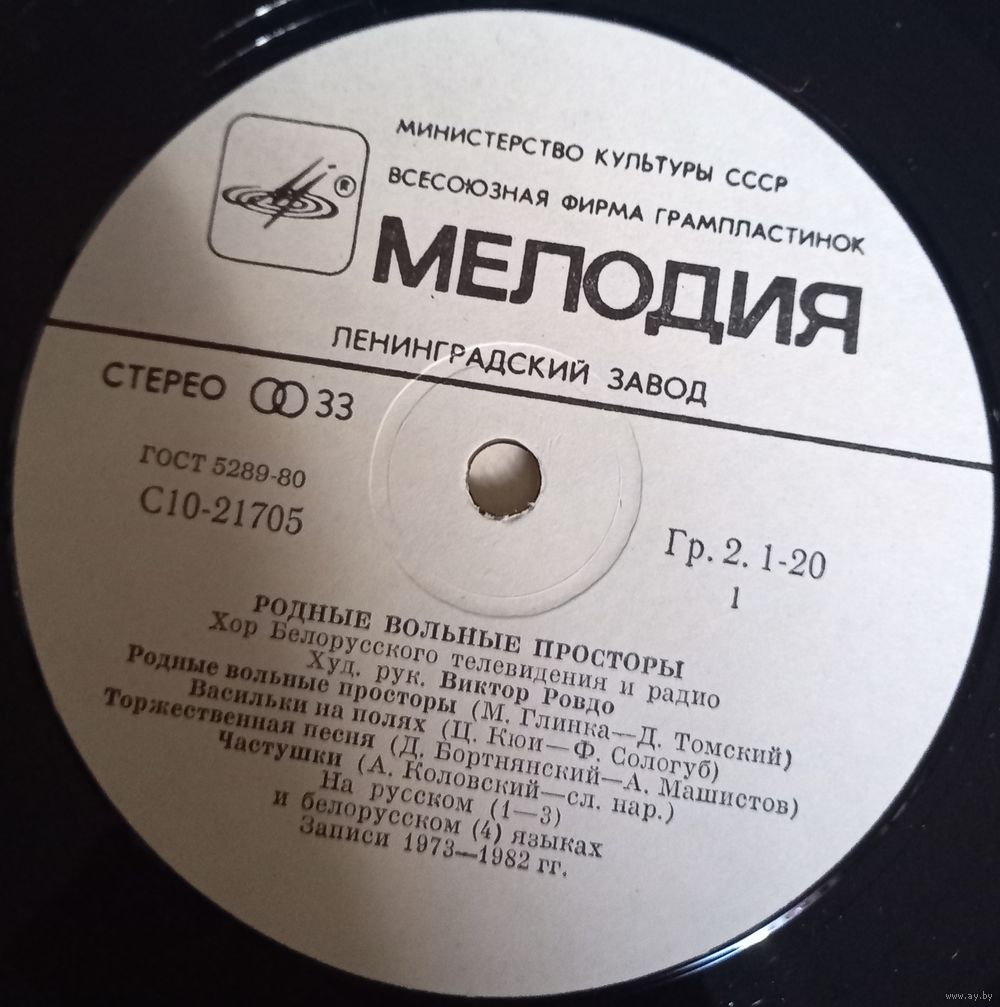 МИНИСТЕРСТВО КУЛЬТУРЫ СССР
ВСЕСОЮЗНАЯ ФИРМА ГРАМПЛАСТИНОК
®
МЕЛОДИЯ
ЛЕНИНГРАДСКИЙ ЗАВОД
СТЕРЕО 33
ГОСТ 5289-80
С10-21705
Гр. 2. 1-20
1
РОДНЫЕ ВОЛЬНЫЕ ПРОСТОРЫ
Хор Белорусского телевидения и радио
Худ. рук. Виктор Ровдо
Родные вольные просторы (М. Глинка—Д. Томский)
Васильки на полях (Ц. Кюи—Ф. Сологуб)
Торжественная песня (Д. Бортнянский—А. Машистов)
Частушки (А. Коловский—сл. нар.)
На русском (1—3)
и белорусском (4) языках
Записи 1973—1982 гг.
www.ay.by